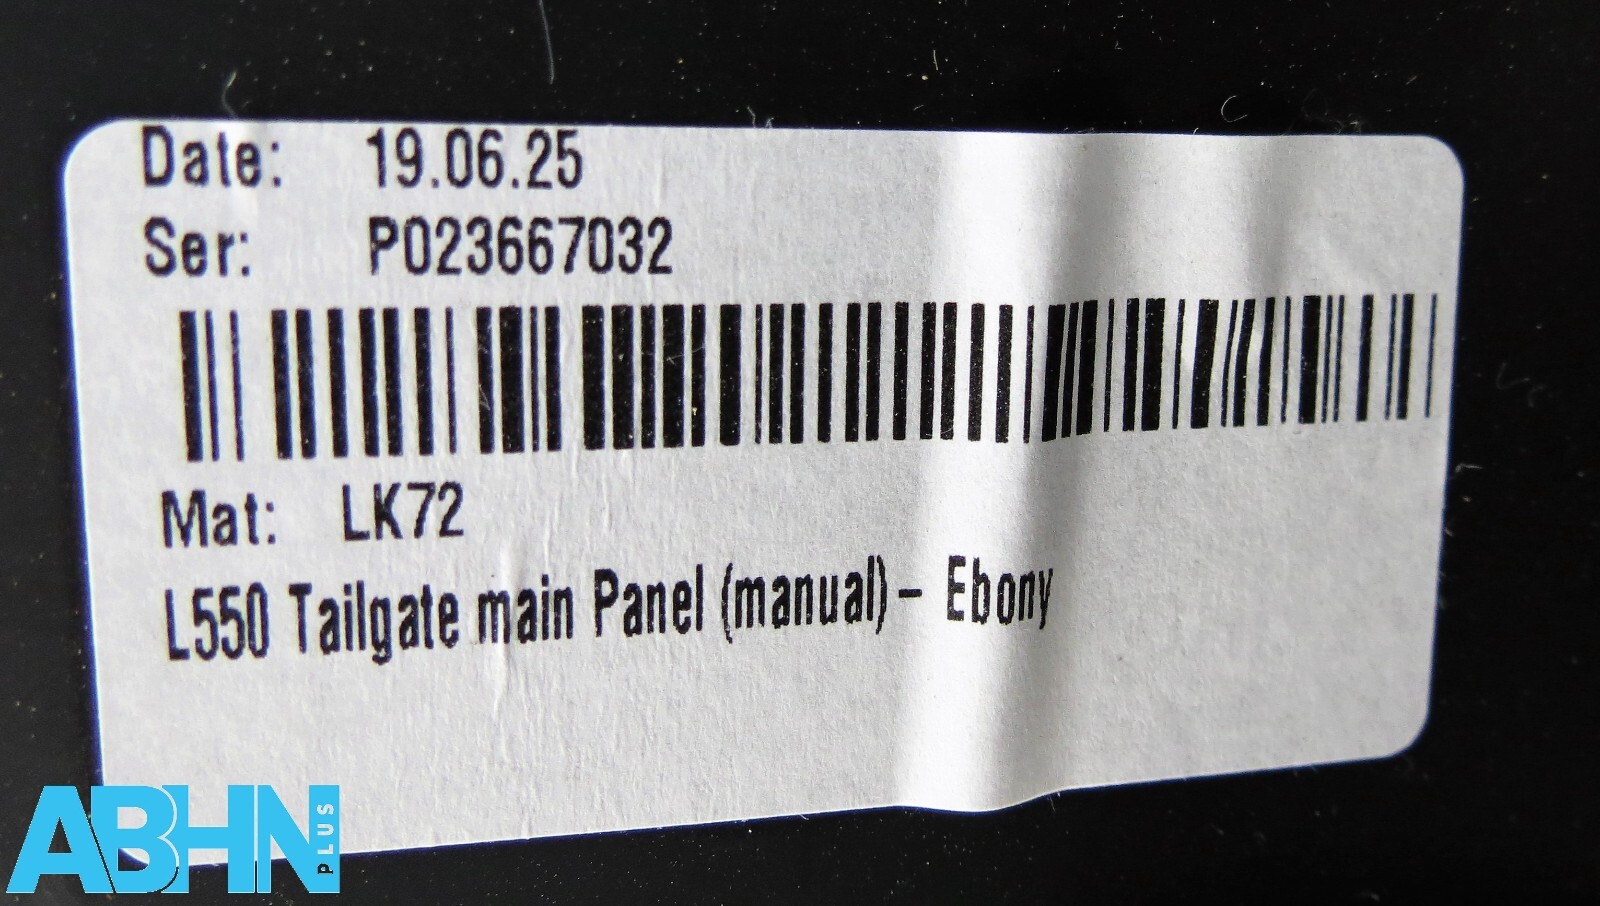 Date: 19.06.25
Ser: P023667032
Mat: LK72
L550 Tailgate main Panel (manual) - Ebony
ABHN PLUS